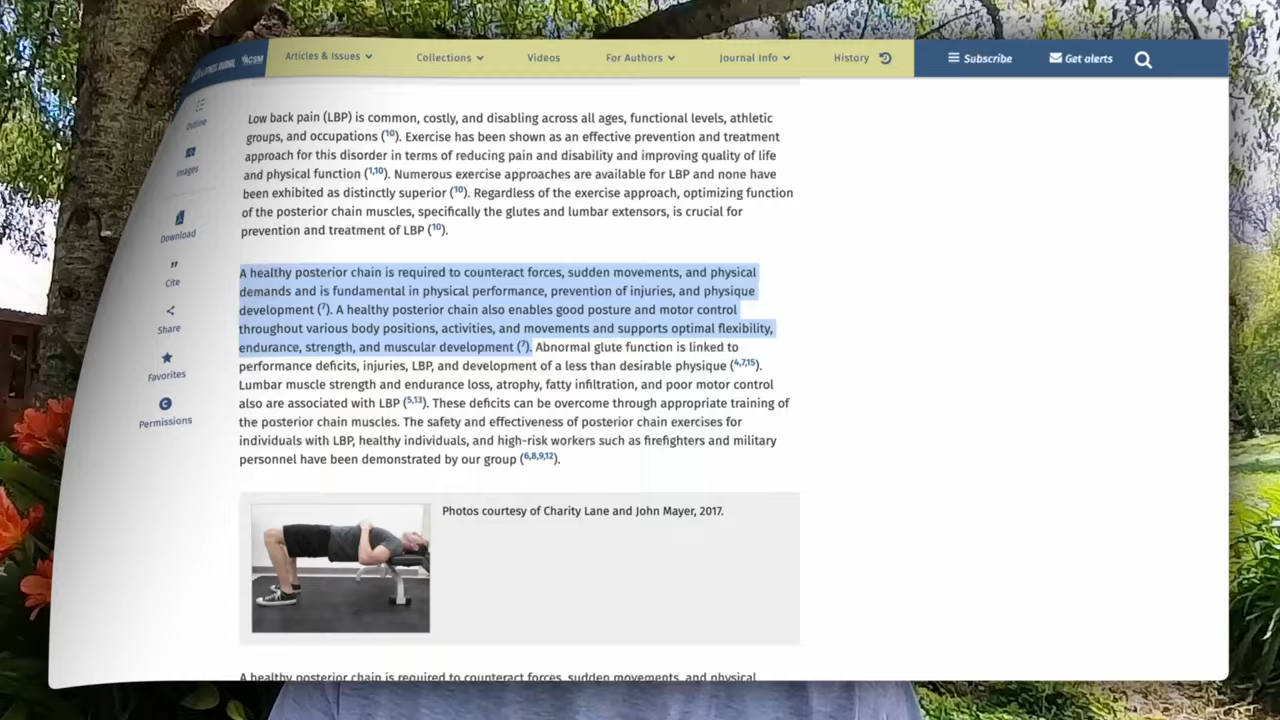 FITNESS JOURNAL ACSM Articles & Issues Collections Videos For Authors Journal Info History Subscribe Get alerts
Outline
Images
Download
Cite
Share
Favorites
Permissions
Low back pain (LBP) is common, costly, and disabling across all ages, functional levels, athletic
groups, and occupations (10). Exercise has been shown as an effective prevention and treatment
approach for this disorder in terms of reducing pain and disability and improving quality of life
and physical function (1,10). Numerous exercise approaches are available for LBP and none have
been exhibited as distinctly superior (10). Regardless of the exercise approach, optimizing function
of the posterior chain muscles, specifically the glutes and lumbar extensors, is crucial for
prevention and treatment of LBP (10).
A healthy posterior chain is required to counteract forces, sudden movements, and physical
demands and is fundamental in physical performance, prevention of injuries, and physique
development (7). A healthy posterior chain also enables good posture and motor control
throughout various body positions, activities, and movements and supports optimal flexibility,
endurance, strength, and muscular development (7). Abnormal glute function is linked to
performance deficits, injuries, LBP, and development of a less than desirable physique (4,7,15).
Lumbar muscle strength and endurance loss, atrophy, fatty infiltration, and poor motor control
also are associated with LBP (5,13). These deficits can be overcome through appropriate training of
the posterior chain muscles. The safety and effectiveness of posterior chain exercises for
individuals with LBP, healthy individuals, and high-risk workers such as firefighters and military
personnel have been demonstrated by our group (6,8,9,12).
Photos courtesy of Charity Lane and John Mayer, 2017.
A healthy posterior chain is required to counteract forces, sudden movements, and physical